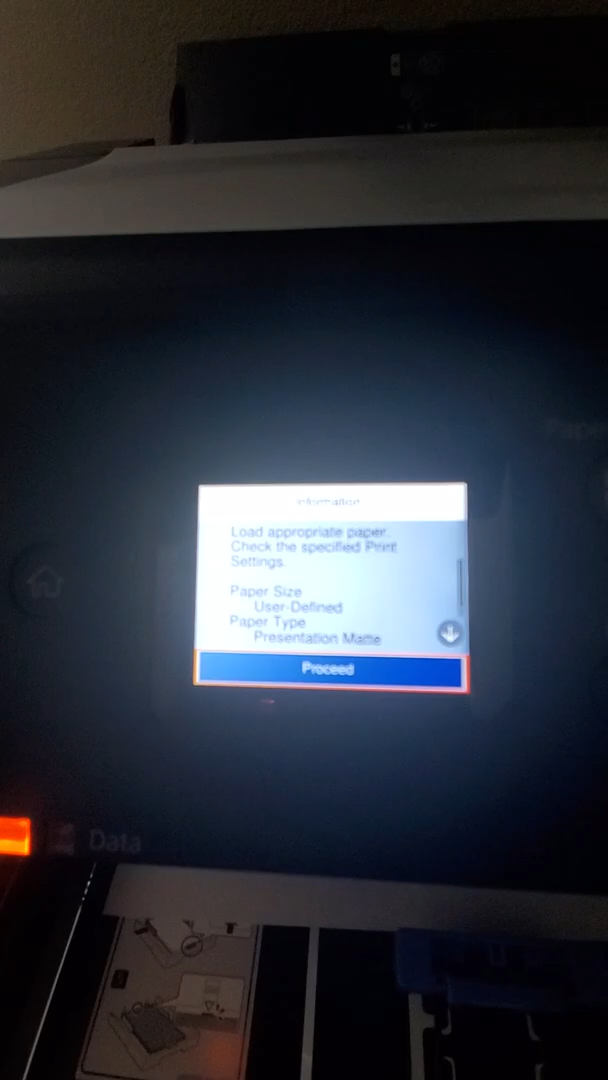 Information
Load appropriate paper.
Check the specified Print
Settings.
Paper Size
User-Defined
Paper Type
Presentation Matte
Proceed
Data